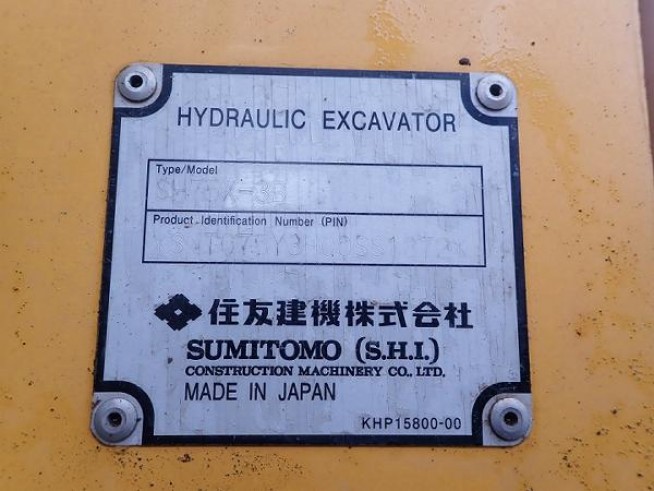 HYDRAULIC EXCAVATOR
Type/Model
Product Identification Number (PIN)
住友建機株式会社
SUMITOMO (S.H.I.)
CONSTRUCTION MACHINERY CO., LTD.
MADE IN JAPAN
KHP15800-00